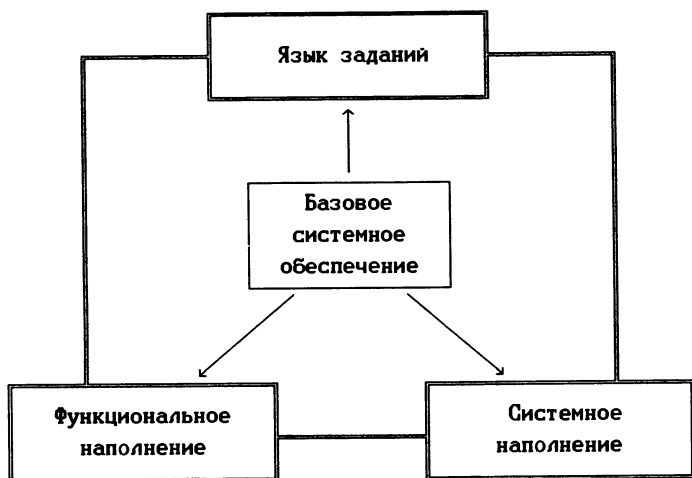 Язык заданий
Базовое
системное
обеспечение
Функциональное
наполнение
Системное
наполнение